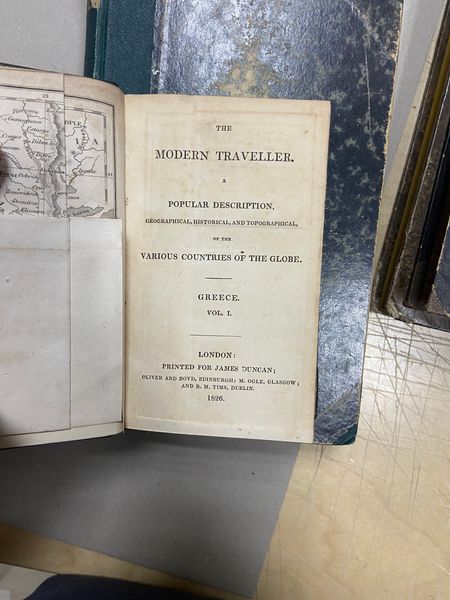 THE
MODERN TRAVELLER.
A
POPULAR DESCRIPTION,
GEOGRAPHICAL, HISTORICAL, AND TOPOGRAPHICAL,
OF THE
VARIOUS COUNTRIES OF THE GLOBE.
GREECE.
VOL. I.
LONDON:
PRINTED FOR JAMES DUNCAN;
OLIVER AND BOYD, EDINBURGH; M. OGLE, GLASGOW;
AND R. M. TIMS, DUBLIN.
1826.